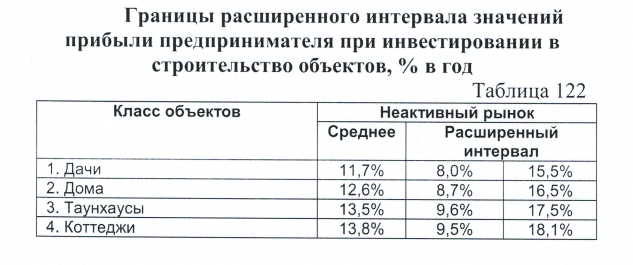 Границы расширенного интервала значений
прибыли предпринимателя при инвестировании в
строительство объектов, % в год
Таблица 122
Класс объектов Неактивный рынок
Среднее Расширенный интервал
1. Дачи 11,7% 8,0% 15,5%
2. Дома 12,6% 8,7% 16,5%
3. Таунхаусы 13,5% 9,6% 17,5%
4. Коттеджи 13,8% 9,5% 18,1%